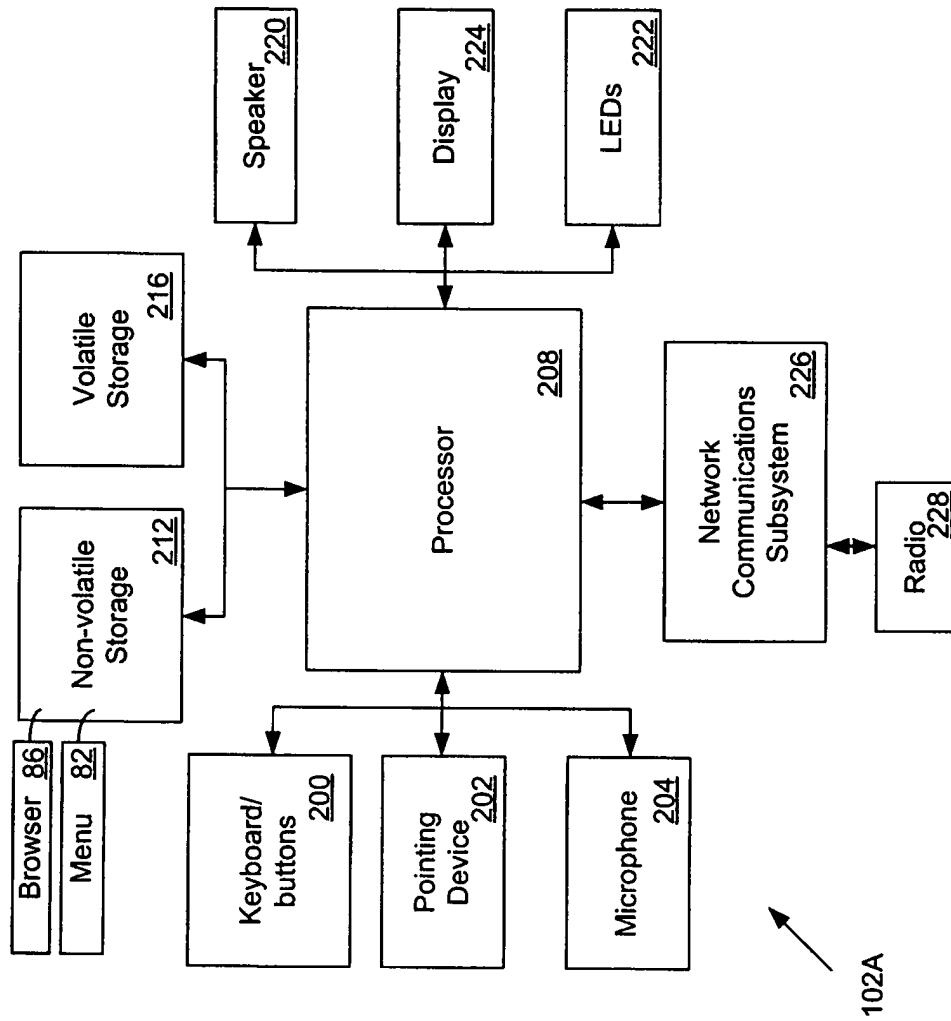 Browser 86
Menu 82
Non-volatile
Storage
212
Volatile
Storage
216
Keyboard/
buttons
200
Pointing
Device
202
Microphone
204
Processor
208
Speaker
220
Display
224
LEDs
222
Network
Communications
Subsystem
226
Radio
228
102A